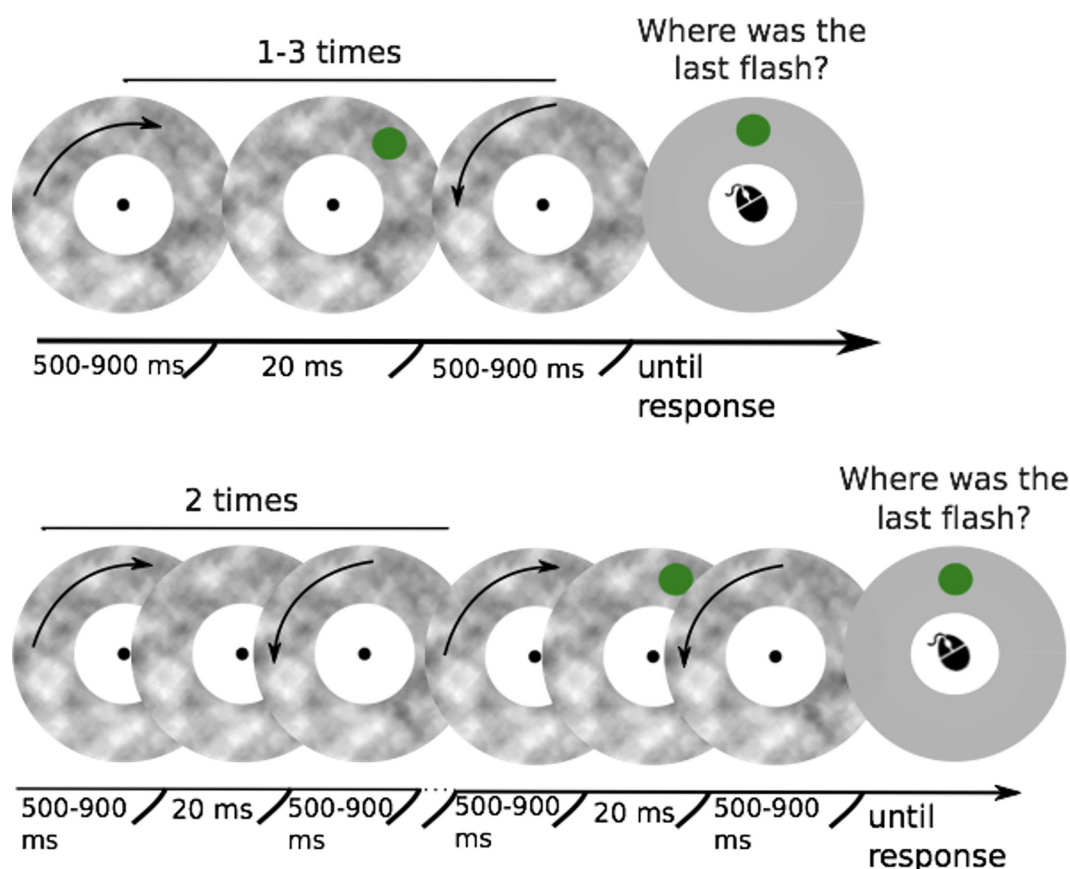 Where was the
last flash?
1-3 times
500-900 ms
20 ms
500-900 ms
until
response
Where was the
last flash?
2 times
500-900
ms
20 ms
500-900
ms
500-900
ms
20 ms
500-900
ms
until
response